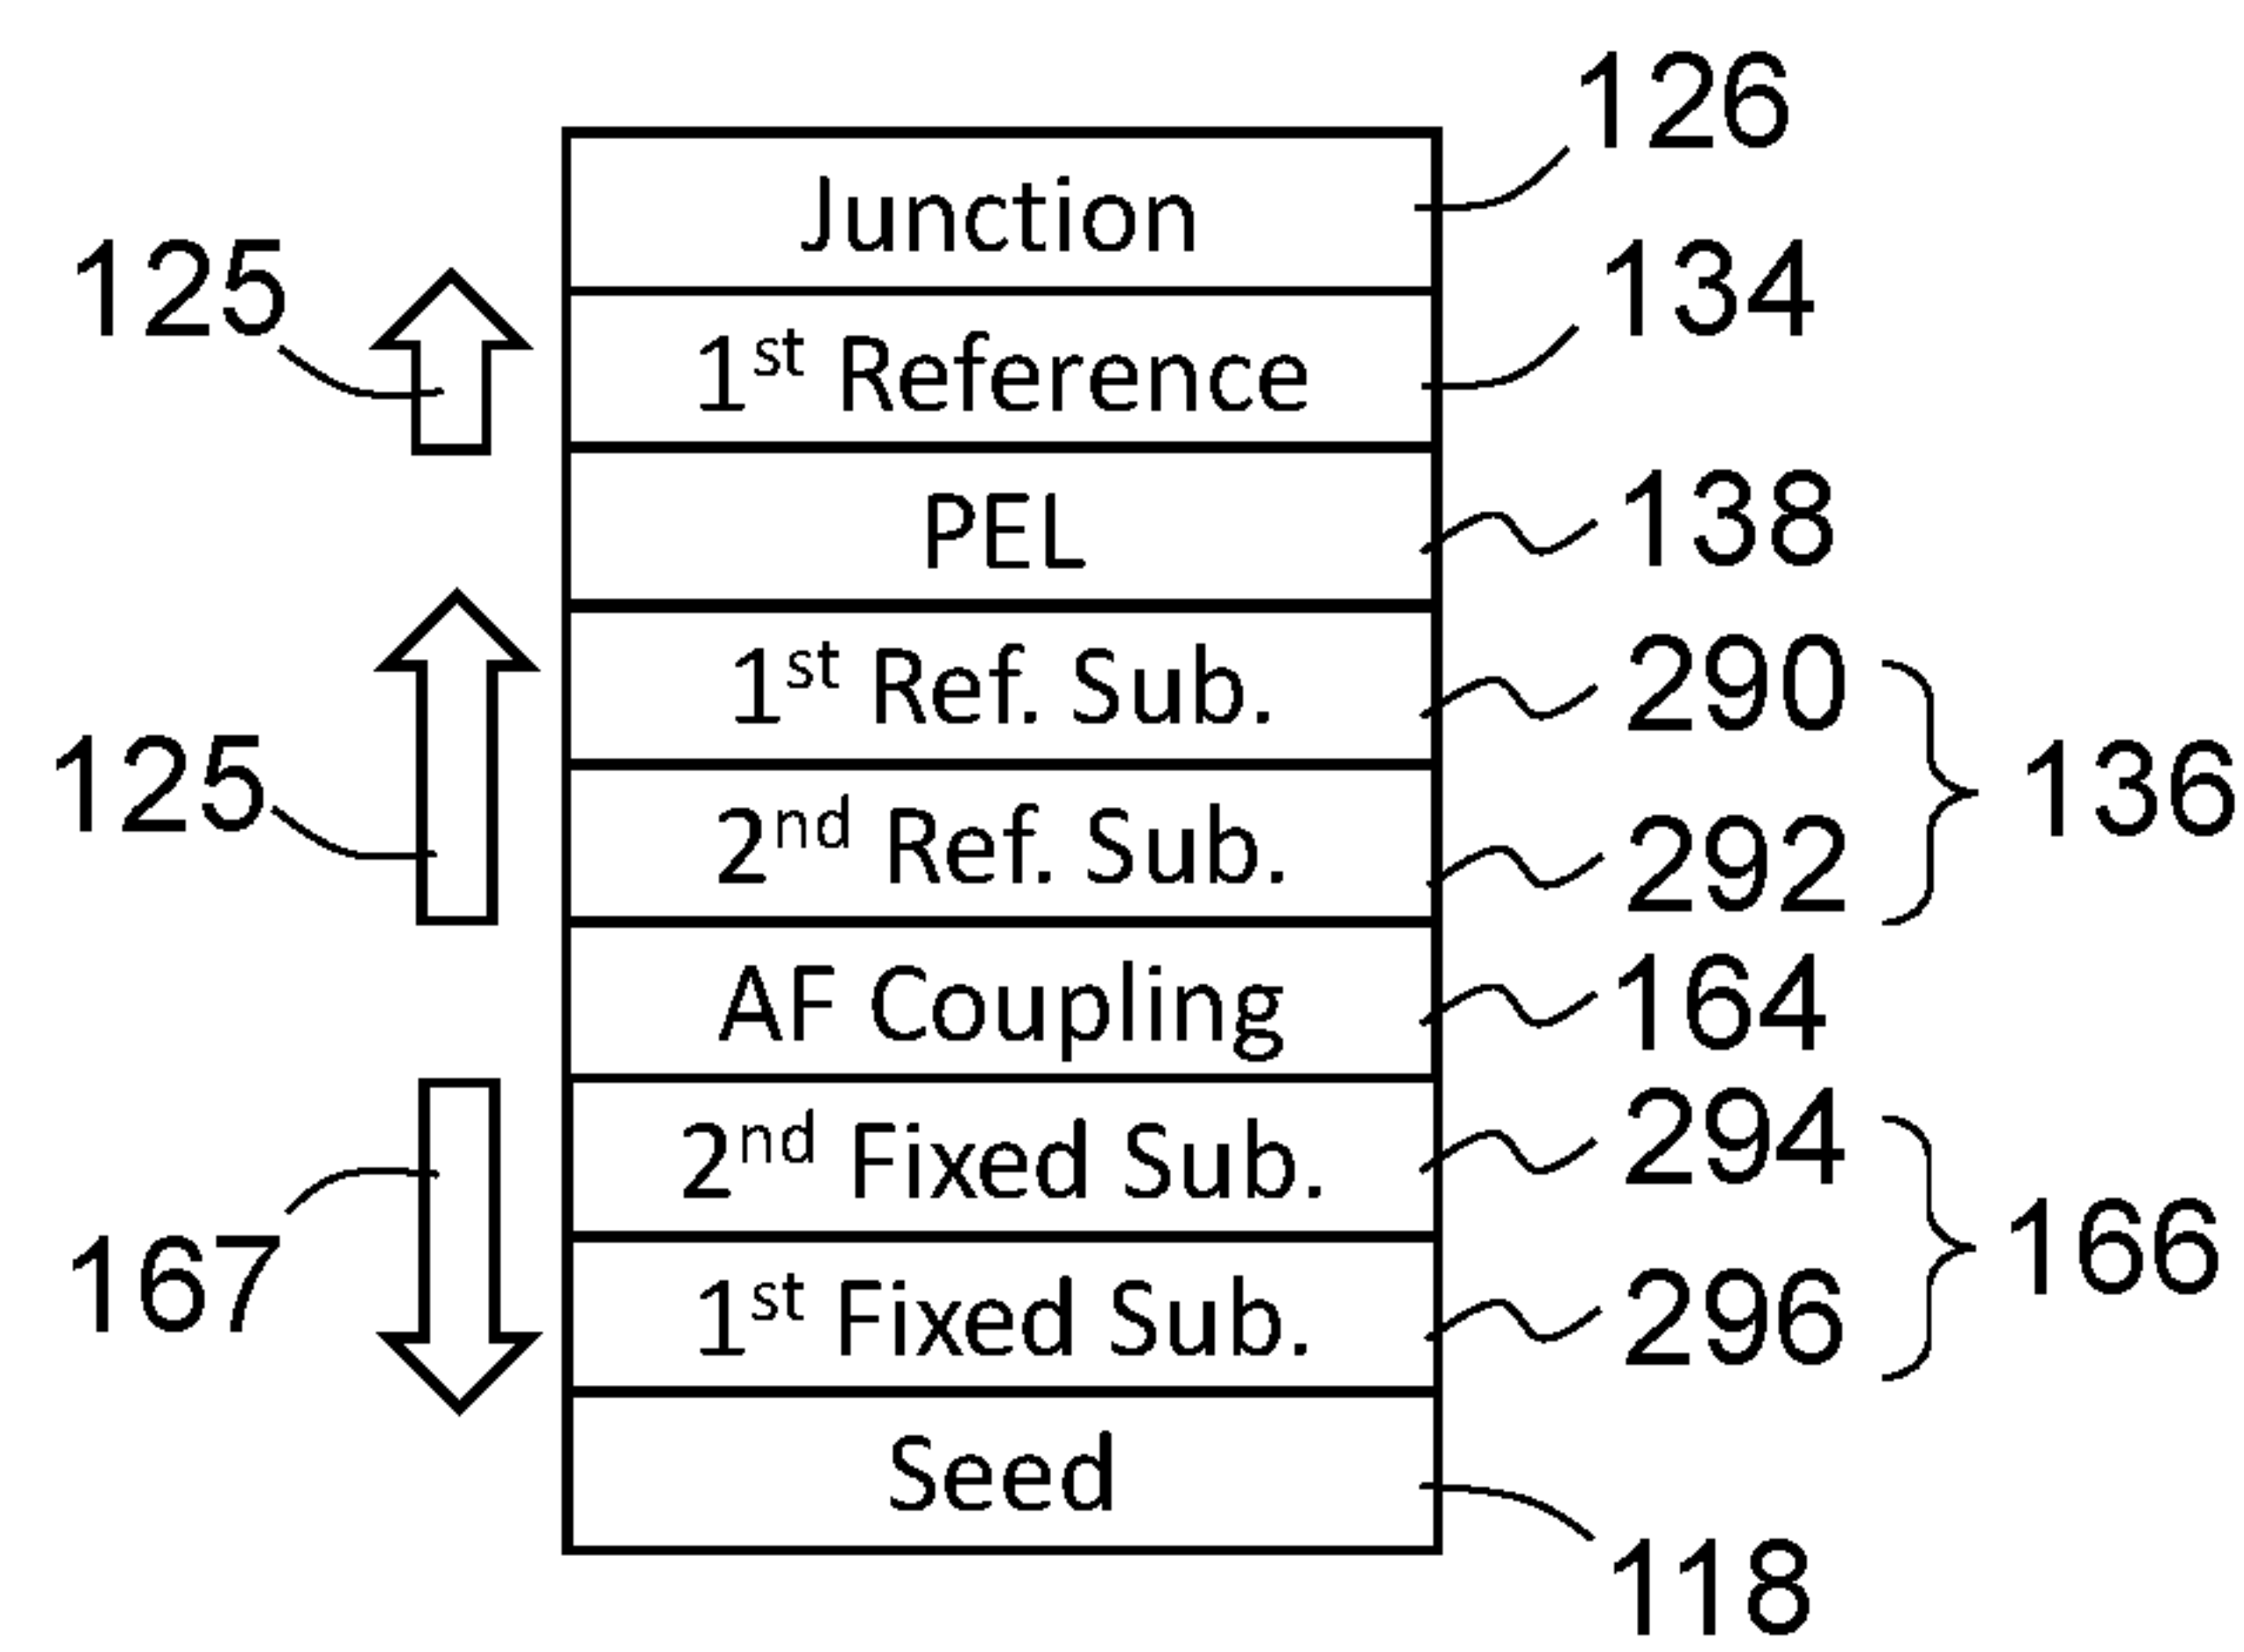 126
Junction
125
134
1st Reference
138
PEL
290
1st Ref. Sub.
125
136
292
2nd Ref. Sub.
164
AF Coupling
294
2nd Fixed Sub.
166
167
296
1st Fixed Sub.
Seed
118